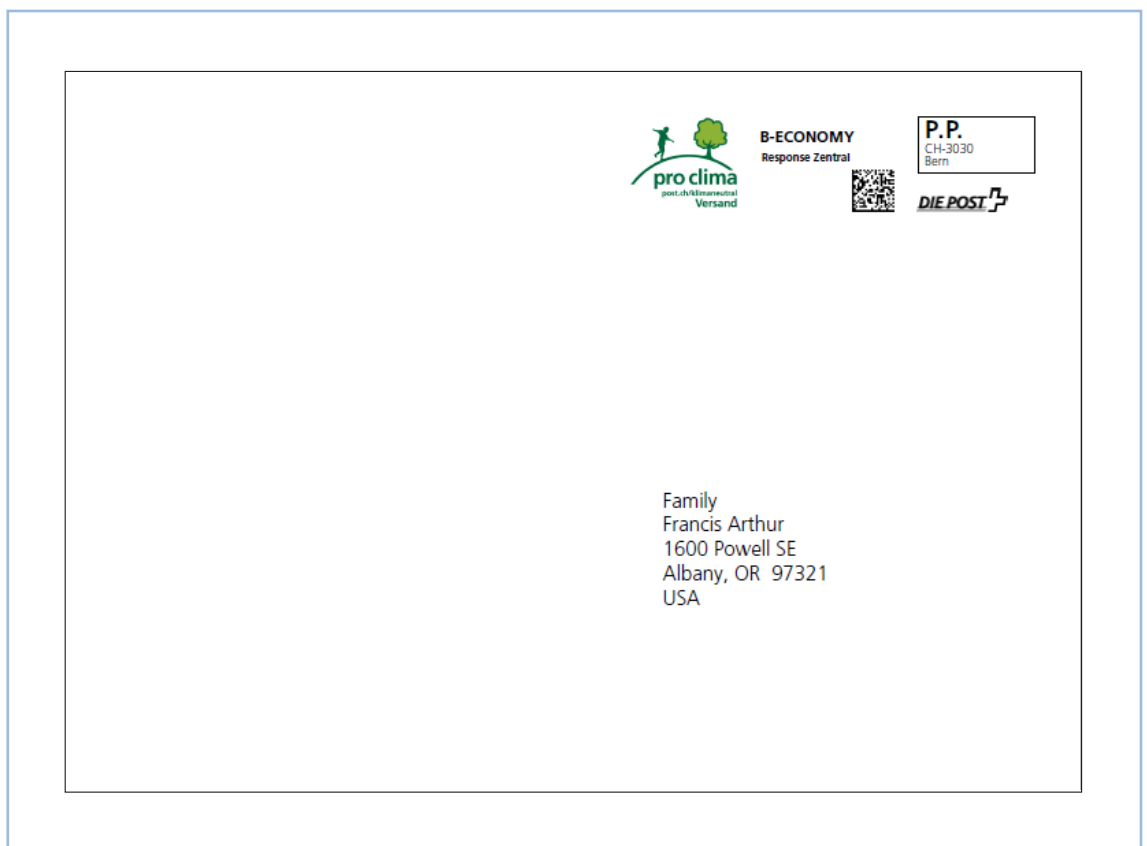 pro clima
post.ch/klimaneutral
Versand
B-ECONOMY
Response Zentral
P.P.
CH-3030
Bern
DIE POST
Family
Francis Arthur
1600 Powell SE
Albany, OR  97321
USA